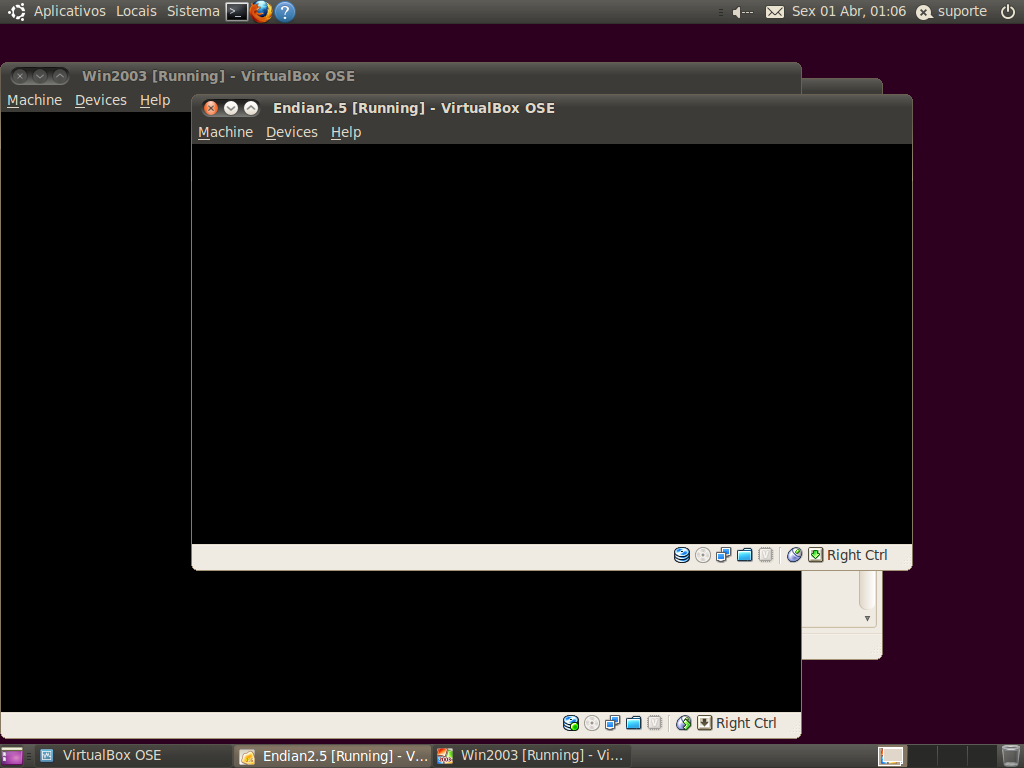 Aplicativos Locais Sistema Sex 01 Abr, 01:06 suporte
Win2003 [Running] - VirtualBox OSE
Machine Devices Help
Endian2.5 [Running] - VirtualBox OSE
Machine Devices Help
Right Ctrl
Right Ctrl
VirtualBox OSE Endian2.5 [Running] - V... Win2003 [Running] - Vi...